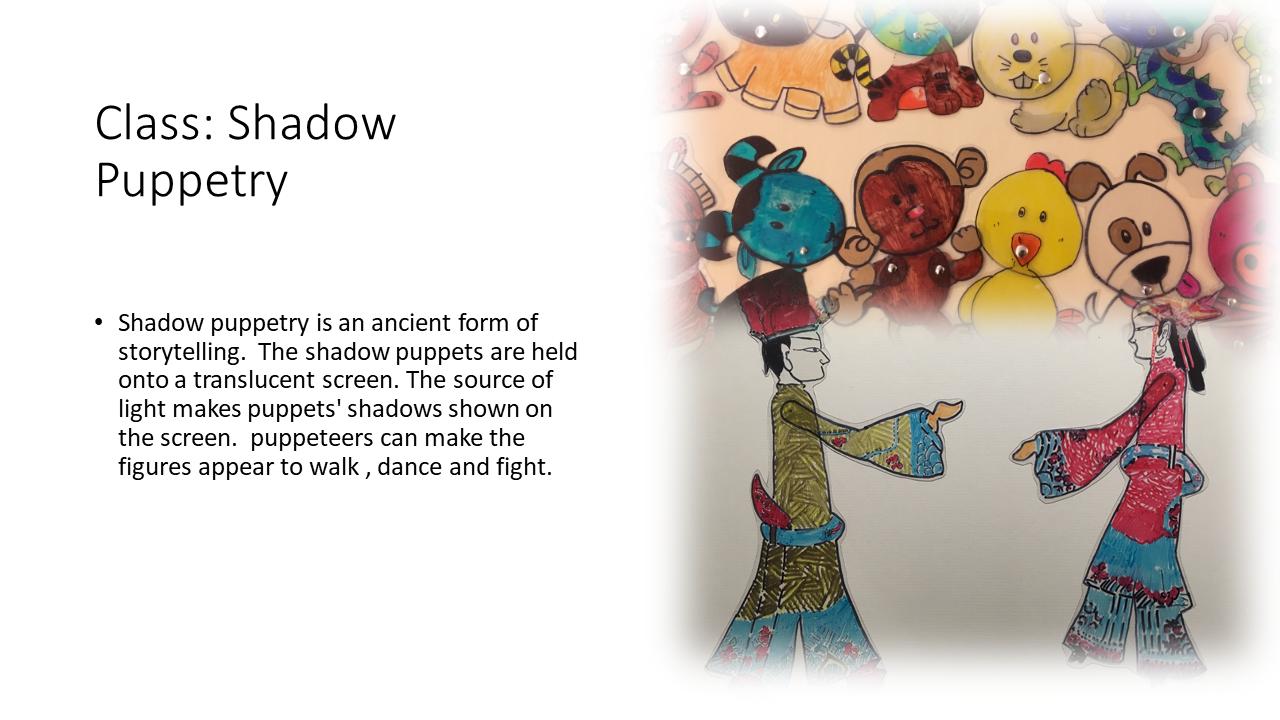 Class: Shadow
Puppetry
• Shadow puppetry is an ancient form of
storytelling.  The shadow puppets are held
onto a translucent screen. The source of
light makes puppets' shadows shown on
the screen.  puppeteers can make the
figures appear to walk , dance and fight.